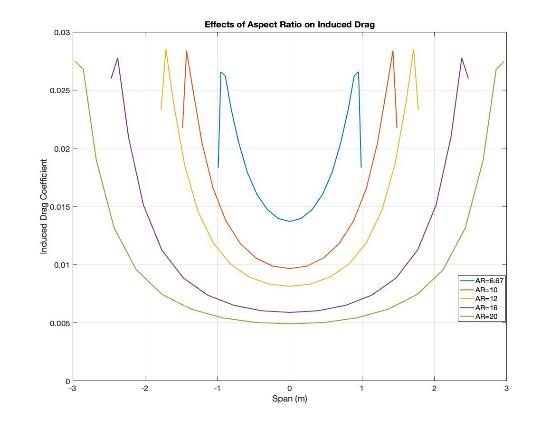 Effects of Aspect Ratio on Induced Drag
0.03
0.025
0.02
0.015
0.01
0.005
0
Induced Drag Coefficient
-3 -2 -1 0 1 2 3
Span (m)
AR=6.67
AR=10
AR=12
AR=16
AR=20